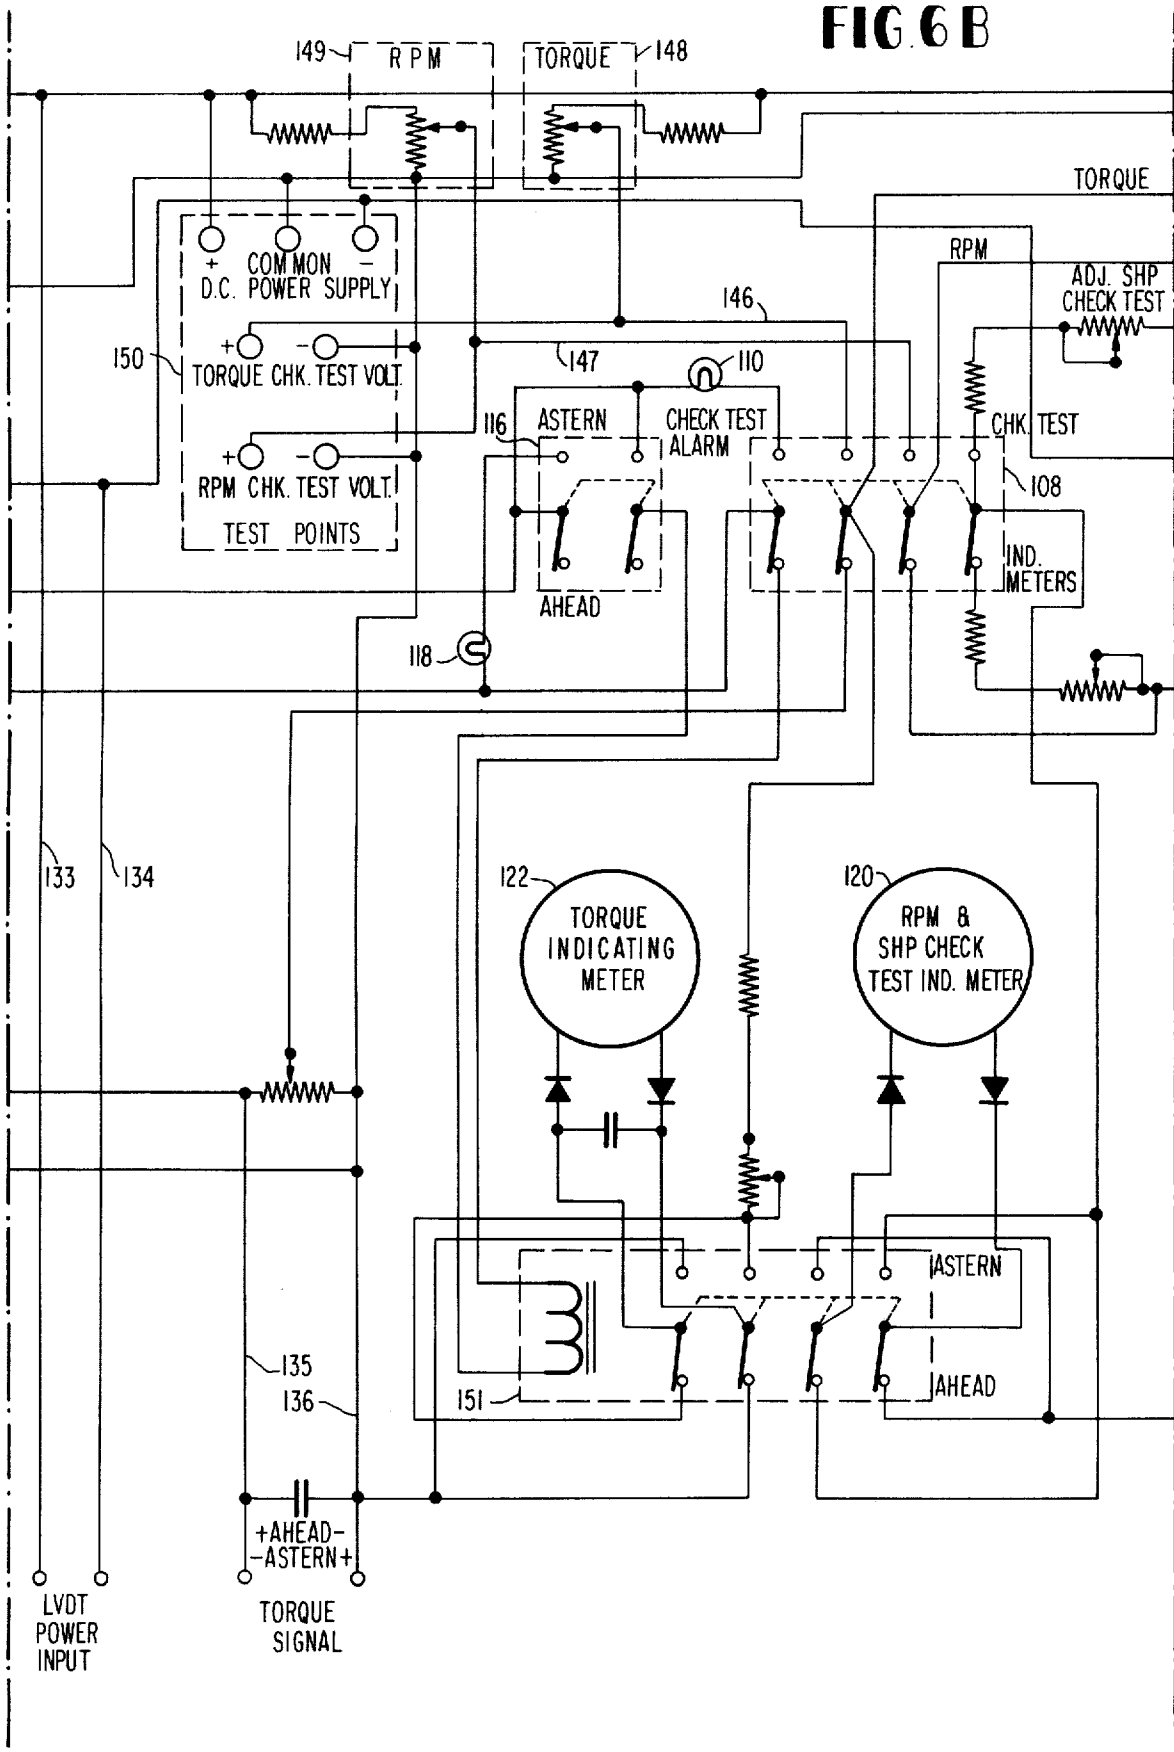 FIG. 6 B
149
RPM
TORQUE
148
TORQUE
+
COMMON
-
D.C. POWER SUPPLY
RPM
ADJ. SHP
CHECK TEST
146
147
110
150
+
-
TORQUE CHK. TEST VOLT.
116
ASTERN
CHECK TEST
ALARM
CHK. TEST
+
-
RPM CHK. TEST VOLT.
108
TEST POINTS
IND.
METERS
AHEAD
118
133
134
122
120
TORQUE
INDICATING
METER
RPM &
SHP CHECK
TEST IND. METER
ASTERN
135
136
151
AHEAD
+AHEAD-
-ASTERN+
LVDT
POWER
INPUT
TORQUE
SIGNAL